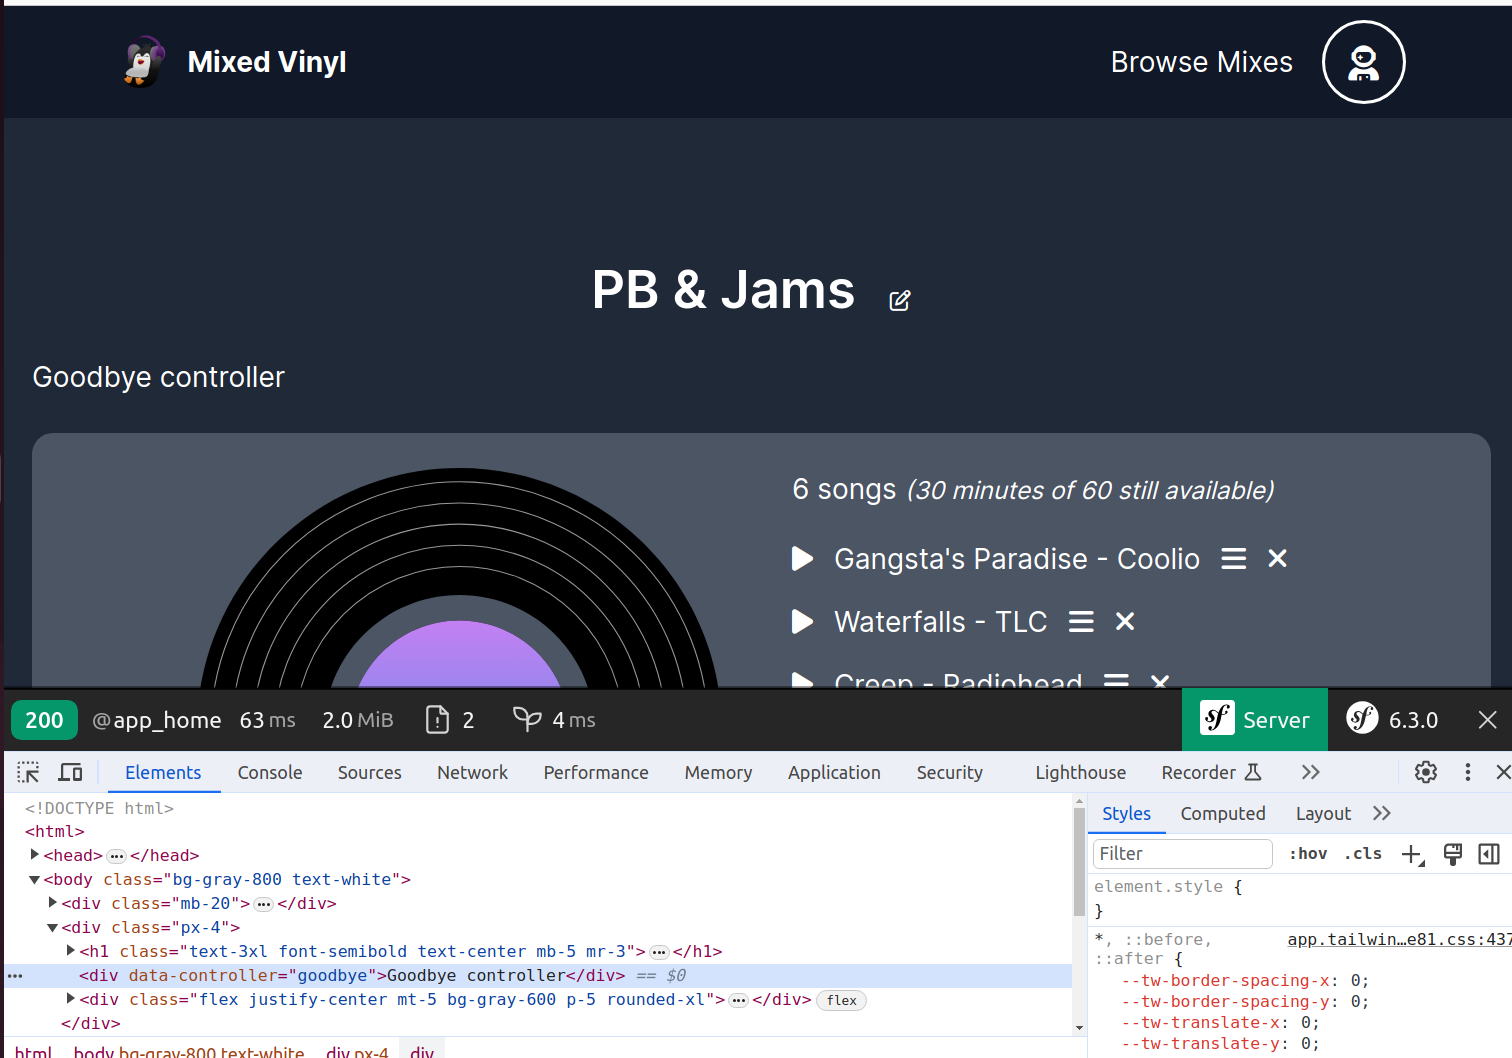 Mixed Vinyl
Browse Mixes
PB & Jams
Goodbye controller
6 songs (30 minutes of 60 still available)
Gangsta's Paradise - Coolio
Waterfalls - TLC
Creep - Radiohead
200 @app_home 63 ms 2.0 MiB 2 4 ms sf Server sf 6.3.0
Elements Console Sources Network Performance Memory Application Security Lighthouse Recorder
<!DOCTYPE html>
<html>
<head> ••• </head>
<body class="bg-gray-800 text-white">
<div class="mb-20"> ••• </div>
<div class="px-4">
<h1 class="text-3xl font-semibold text-center mb-5 mr-3"> ••• </h1>
••• <div data-controller="goodbye">Goodbye controller</div> == $0
<div class="flex justify-center mt-5 bg-gray-600 p-5 rounded-xl"> ••• </div> flex
</div>
html body.bg-gray-800.text-white div.px-4 div
Styles Computed Layout
Filter :hov .cls
element.style {
}
*, ::before, app.tailwin…e81.css:437
::after {
--tw-border-spacing-x: 0;
--tw-border-spacing-y: 0;
--tw-translate-x: 0;
--tw-translate-y: 0;